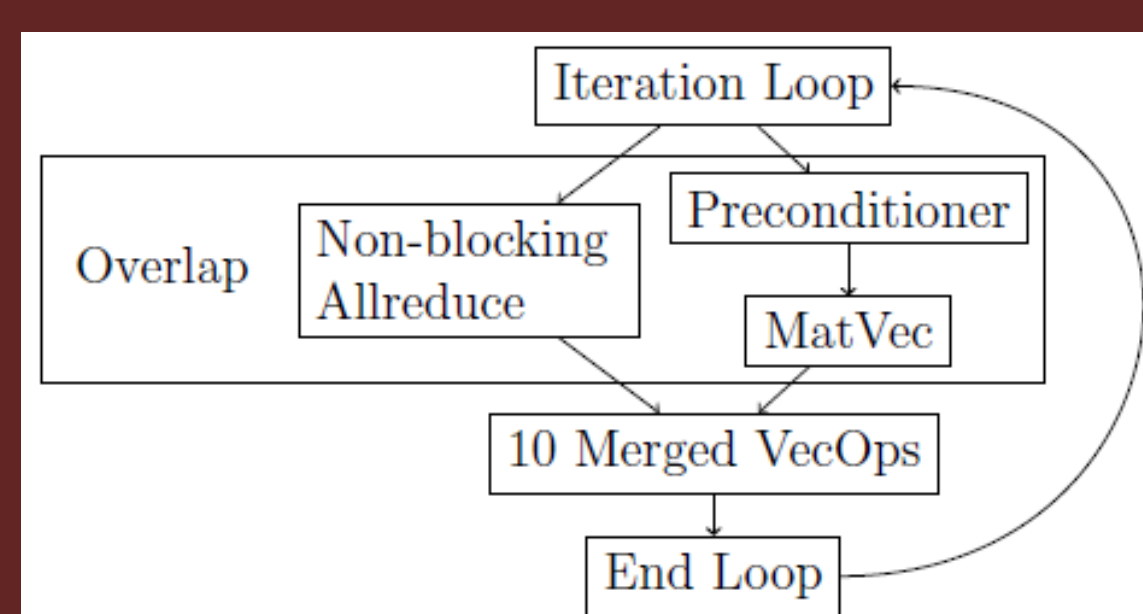 Iteration Loop
Preconditioner
Non-blocking
Allreduce
Overlap
MatVec
10 Merged VecOps
End Loop